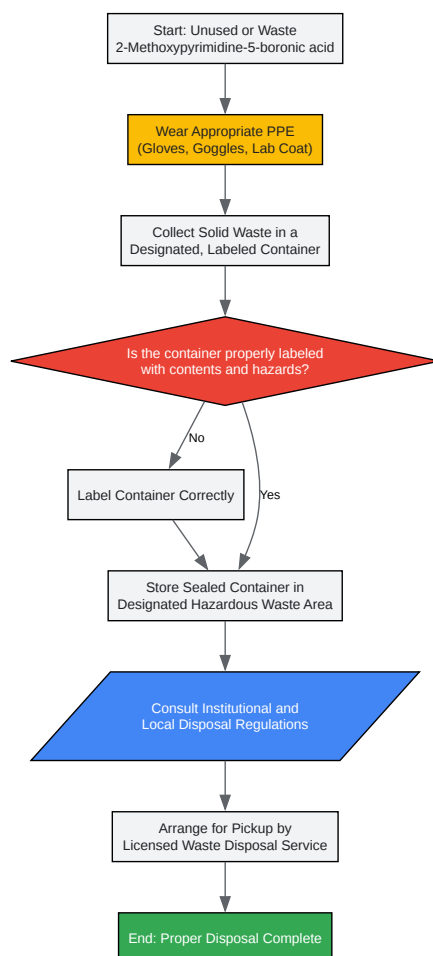 Start: Unused or Waste
2-Methoxypyrimidine-5-boronic acid
Wear Appropriate PPE
(Gloves, Goggles, Lab Coat)
Collect Solid Waste in a
Designated, Labeled Container
Is the container properly labeled
with contents and hazards?
No
Label Container Correctly
Yes
Store Sealed Container in
Designated Hazardous Waste Area
Consult Institutional and
Local Disposal Regulations
Arrange for Pickup by
Licensed Waste Disposal Service
End: Proper Disposal Complete